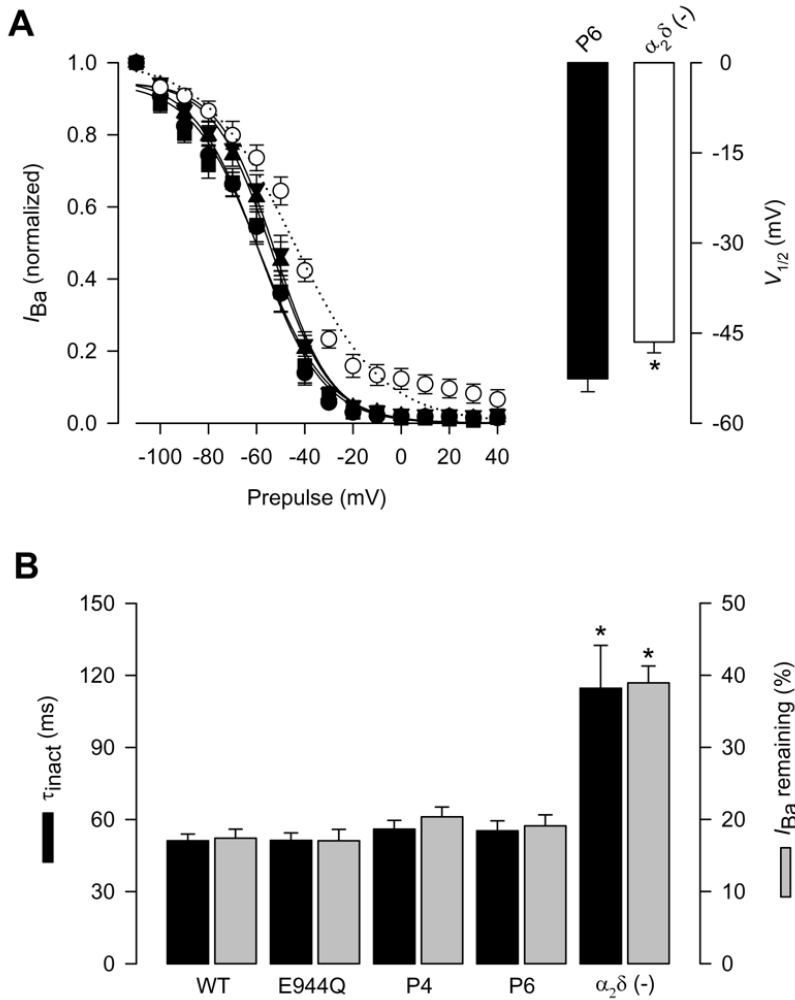 A
P6
α2δ (-)
1.0
0.8
0.6
0.4
0.2
0.0
IBa (normalized)
-100 -80 -60 -40 -20 0 20 40
Prepulse (mV)
0
-15
-30
-45
-60
V1/2 (mV)
*
B
150
120
90
60
30
0
τinact (ms)
50
40
30
20
10
0
IBa remaining (%)
* *
WT E944Q P4 P6 α2δ (-)